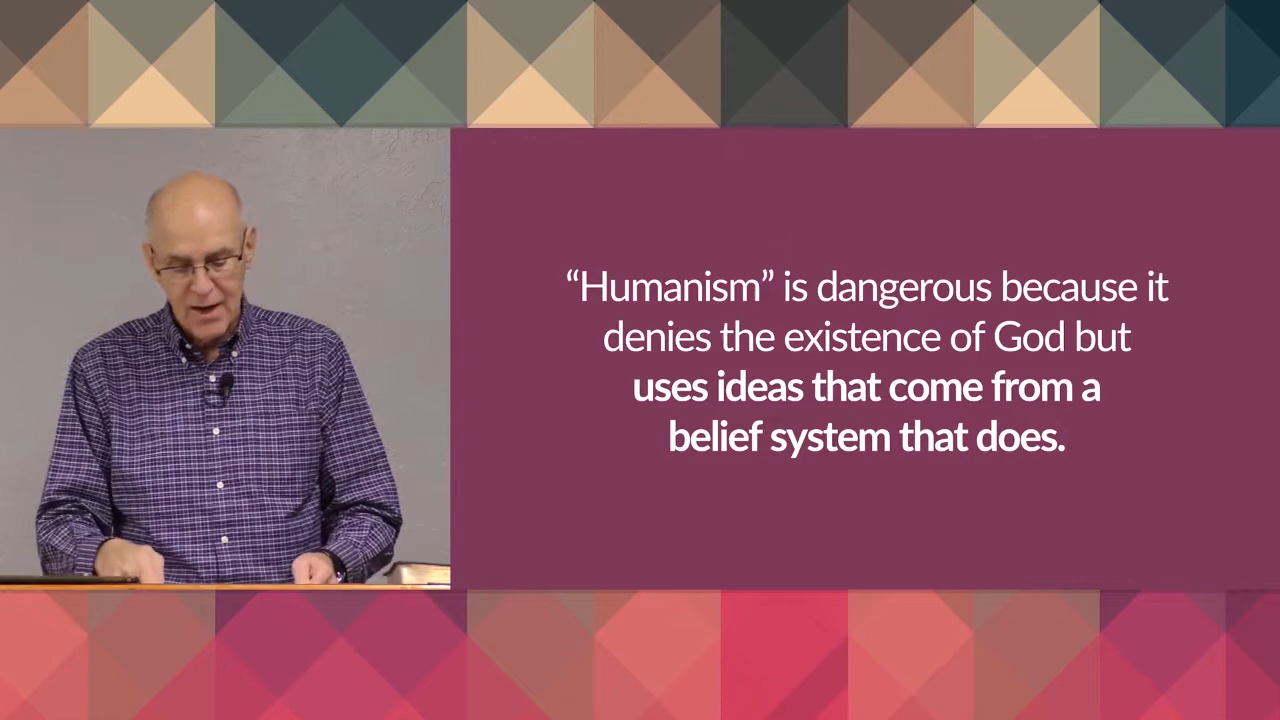 “Humanism” is dangerous because it
denies the existence of God but
uses ideas that come from a
belief system that does.